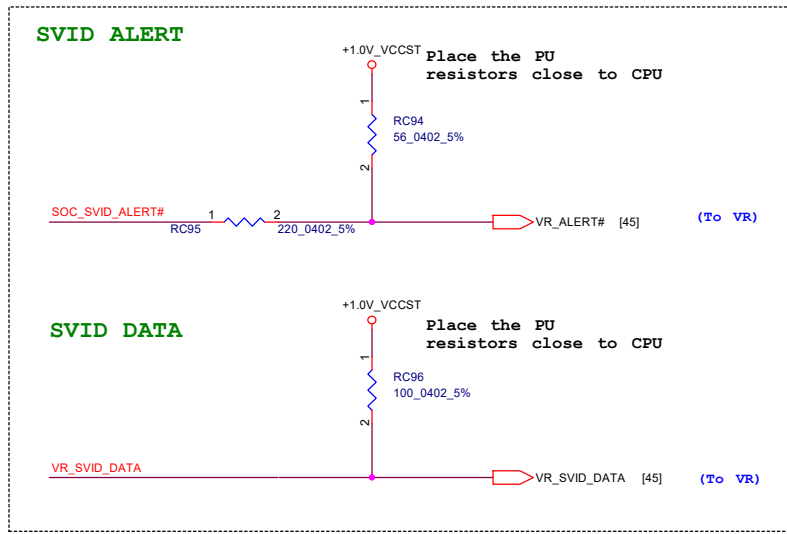 SVID ALERT
+1.0V_VCCST
Place the PU
resistors close to CPU
1
RC94
56_0402_5%
2
SOC_SVID_ALERT#
1
2
RC95
220_0402_5%
VR_ALERT# [45]
(To VR)
+1.0V_VCCST
SVID DATA
Place the PU
resistors close to CPU
1
RC96
100_0402_5%
2
VR_SVID_DATA
VR_SVID_DATA [45]
(To VR)